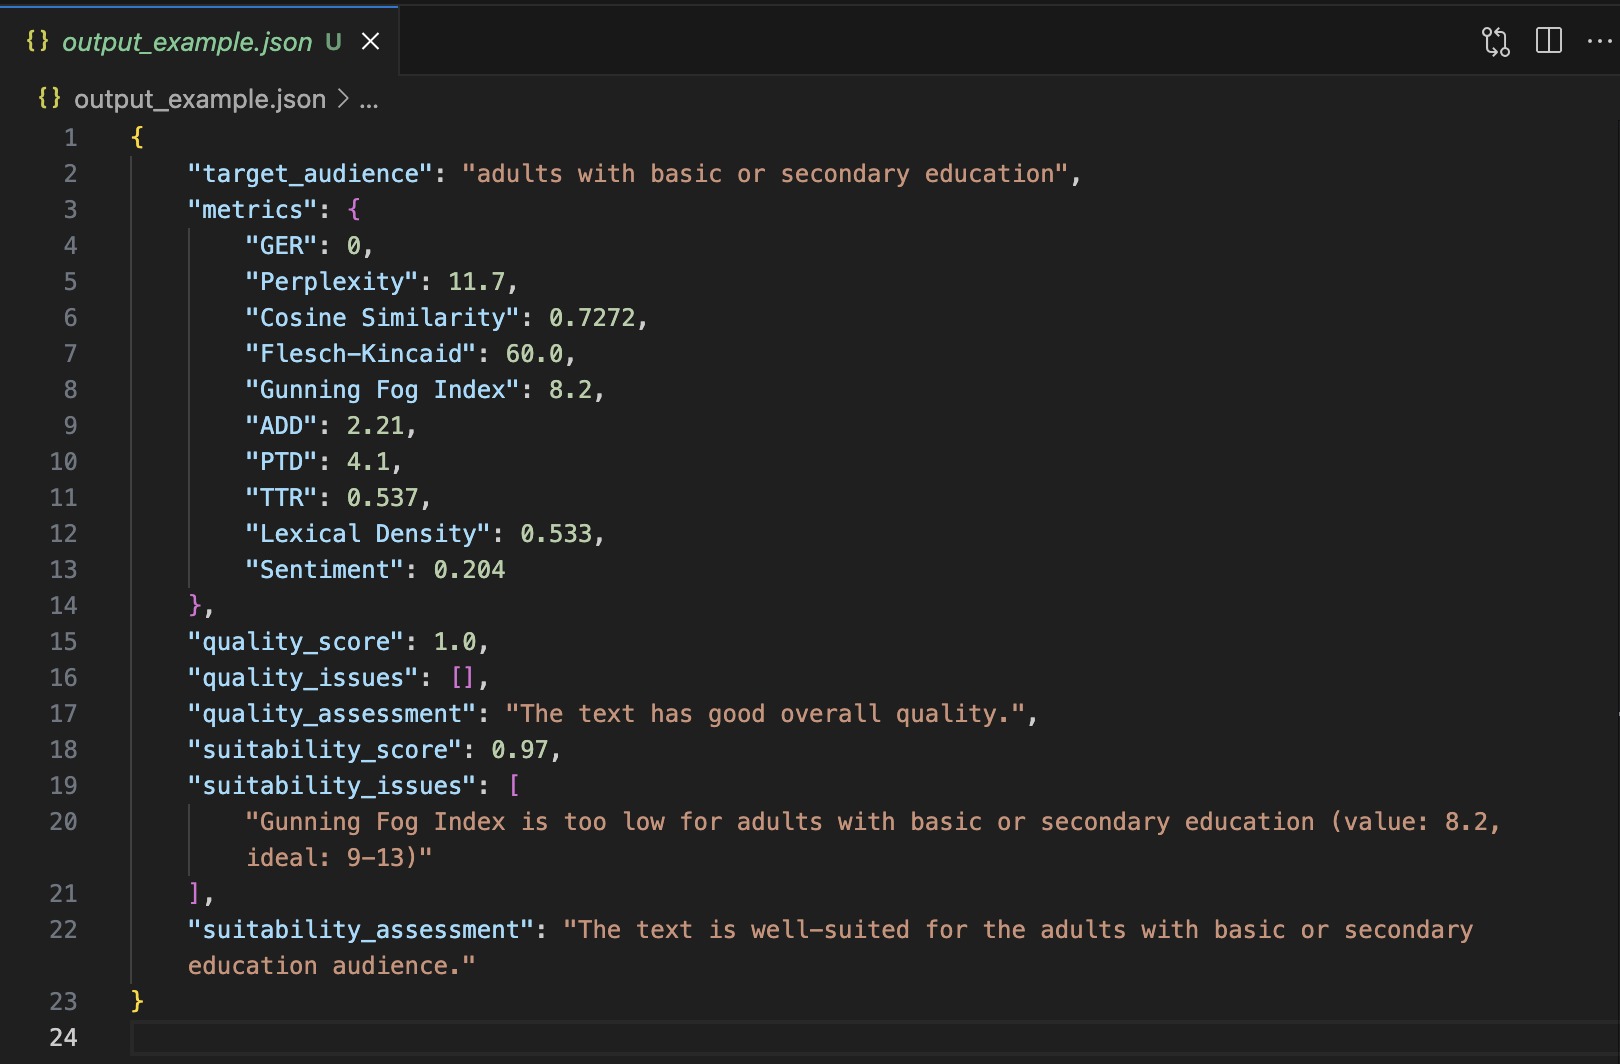 {} output_example.json U ×
{} output_example.json > ...
1 {
2     "target_audience": "adults with basic or secondary education",
3     "metrics": {
4         "GER": 0,
5         "Perplexity": 11.7,
6         "Cosine Similarity": 0.7272,
7         "Flesch-Kincaid": 60.0,
8         "Gunning Fog Index": 8.2,
9         "ADD": 2.21,
10         "PTD": 4.1,
11         "TTR": 0.537,
12         "Lexical Density": 0.533,
13         "Sentiment": 0.204
14     },
15     "quality_score": 1.0,
16     "quality_issues": [],
17     "quality_assessment": "The text has good overall quality.",
18     "suitability_score": 0.97,
19     "suitability_issues": [
20         "Gunning Fog Index is too low for adults with basic or secondary education (value: 8.2,
ideal: 9-13)"
21     ],
22     "suitability_assessment": "The text is well-suited for the adults with basic or secondary
education audience."
23 }
24